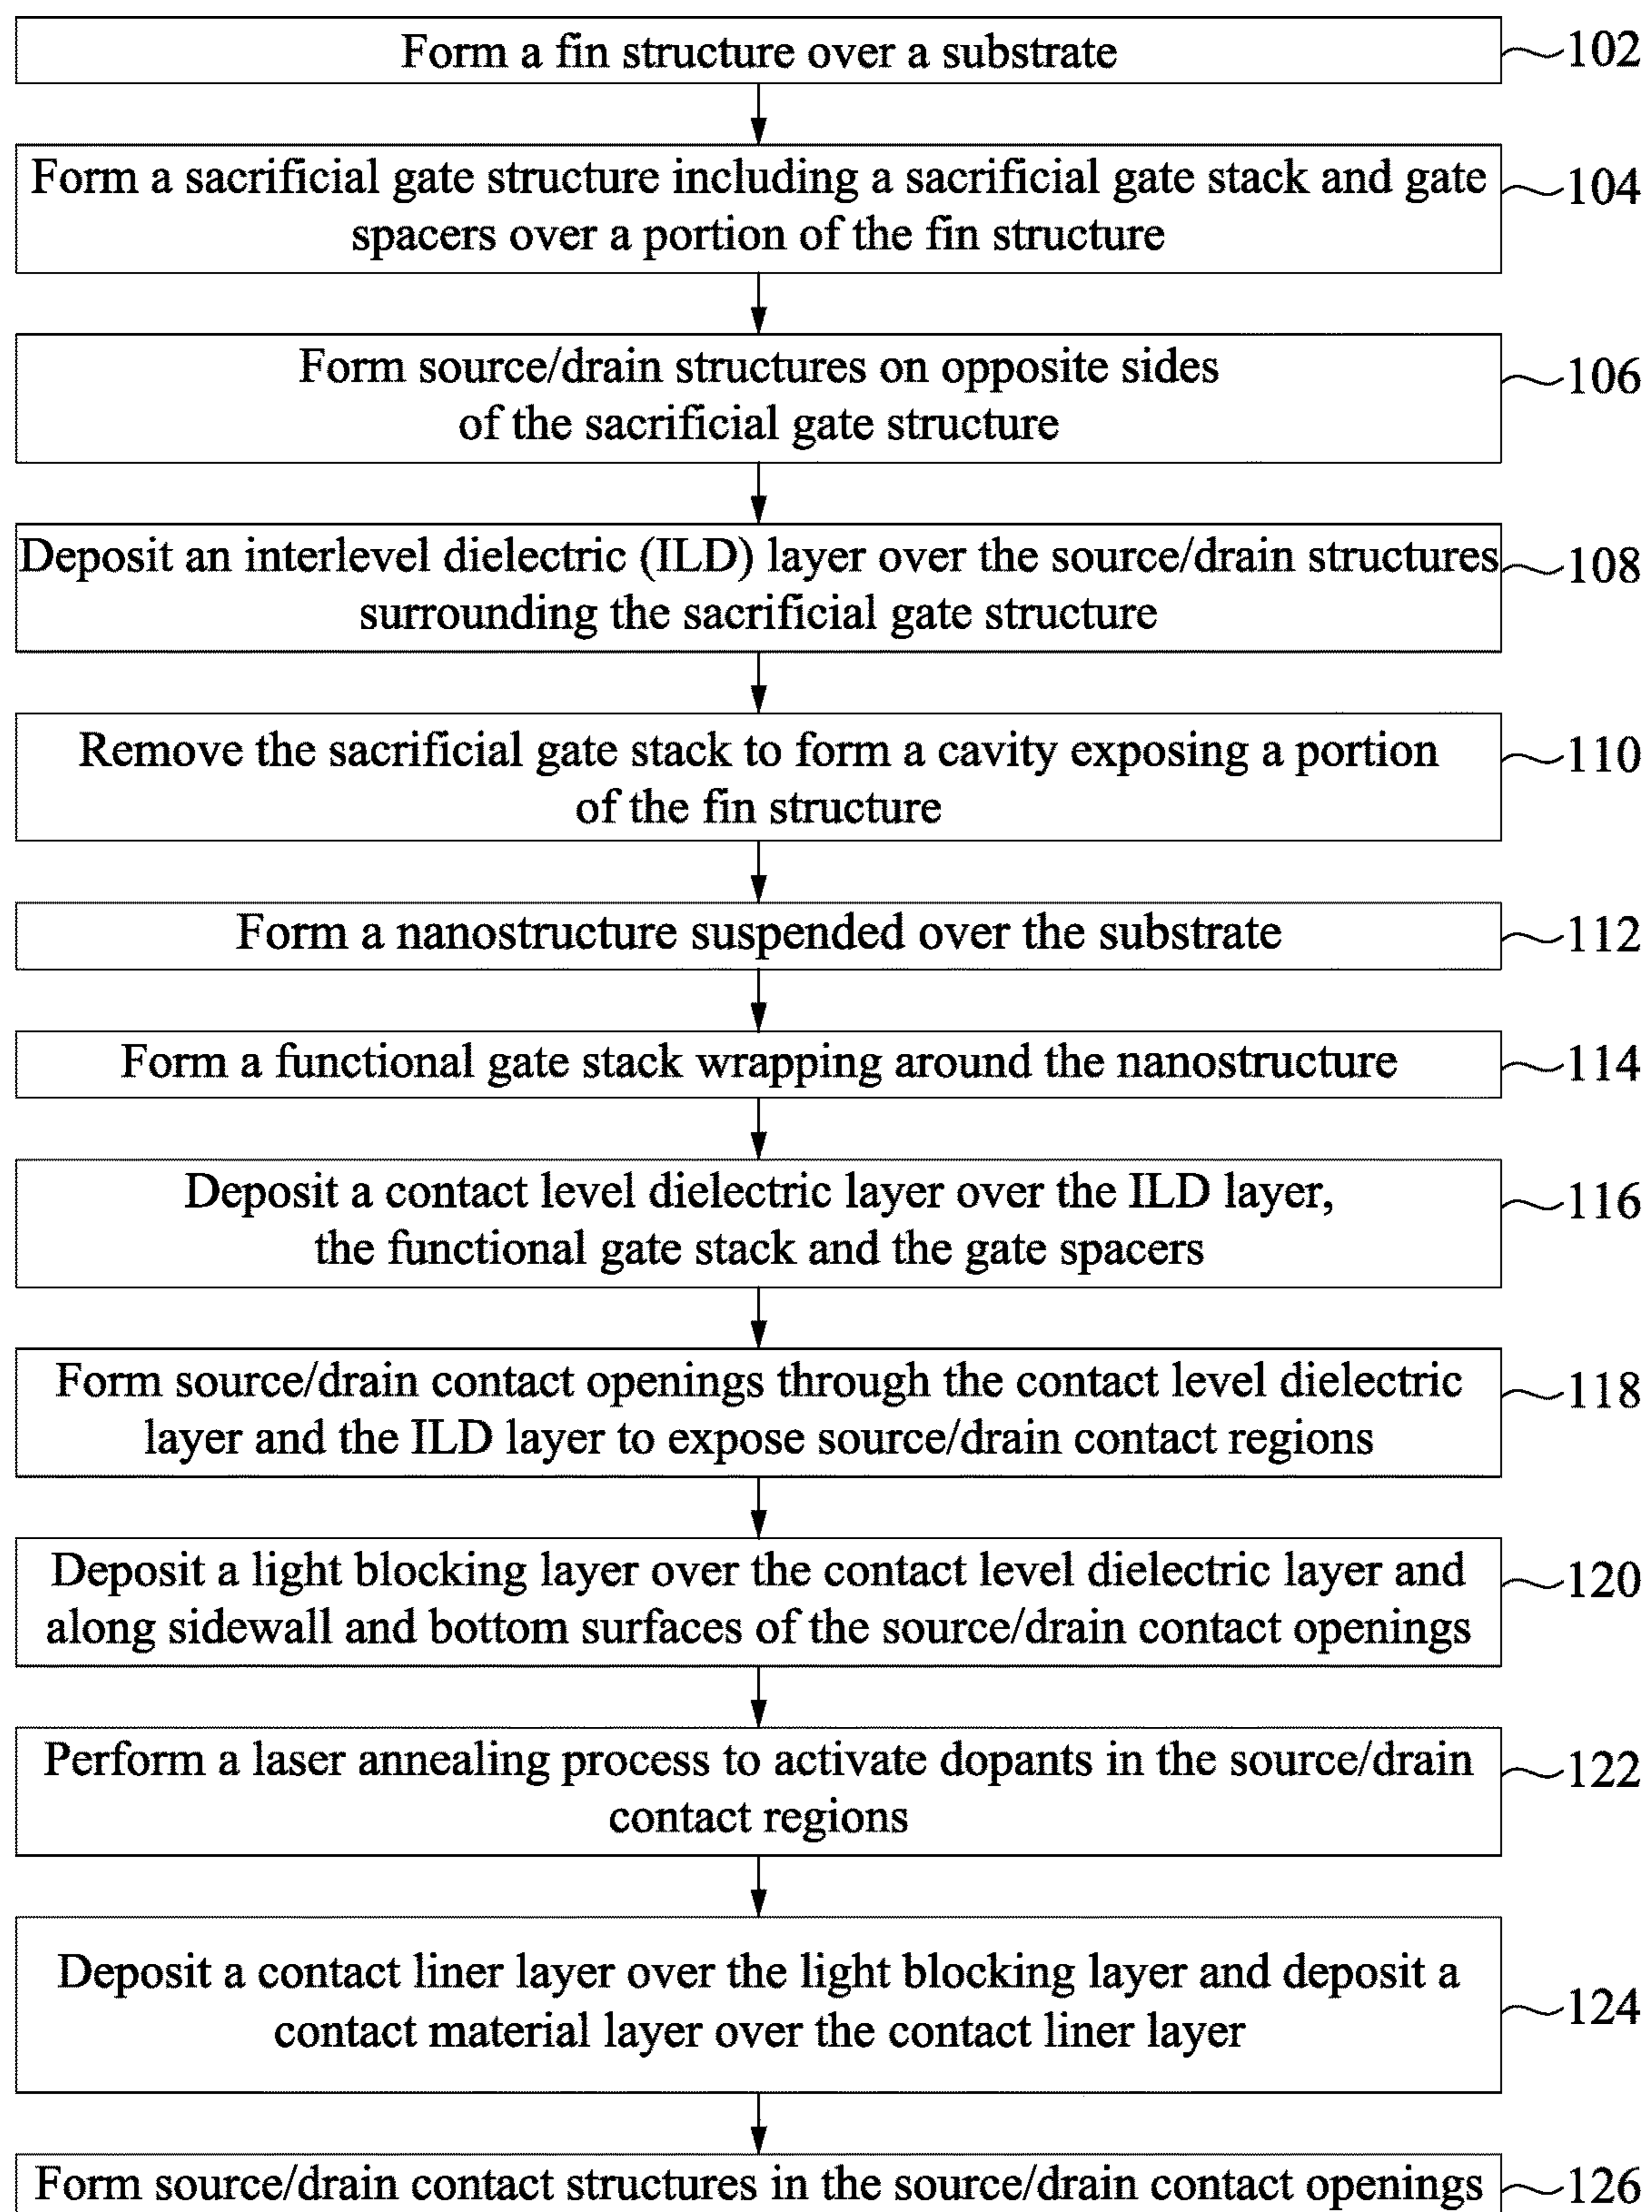 Form a fin structure over a substrate
102
Form a sacrificial gate structure including a sacrificial gate stack and gate
spacers over a portion of the fin structure
104
Form source/drain structures on opposite sides
of the sacrificial gate structure
106
Deposit an interlevel dielectric (ILD) layer over the source/drain structures
surrounding the sacrificial gate structure
108
Remove the sacrificial gate stack to form a cavity exposing a portion
of the fin structure
110
Form a nanostructure suspended over the substrate
112
Form a functional gate stack wrapping around the nanostructure
114
Deposit a contact level dielectric layer over the ILD layer,
the functional gate stack and the gate spacers
116
Form source/drain contact openings through the contact level dielectric
layer and the ILD layer to expose source/drain contact regions
118
Deposit a light blocking layer over the contact level dielectric layer and
along sidewall and bottom surfaces of the source/drain contact openings
120
Perform a laser annealing process to activate dopants in the source/drain
contact regions
122
Deposit a contact liner layer over the light blocking layer and deposit a
contact material layer over the contact liner layer
124
Form source/drain contact structures in the source/drain contact openings
126